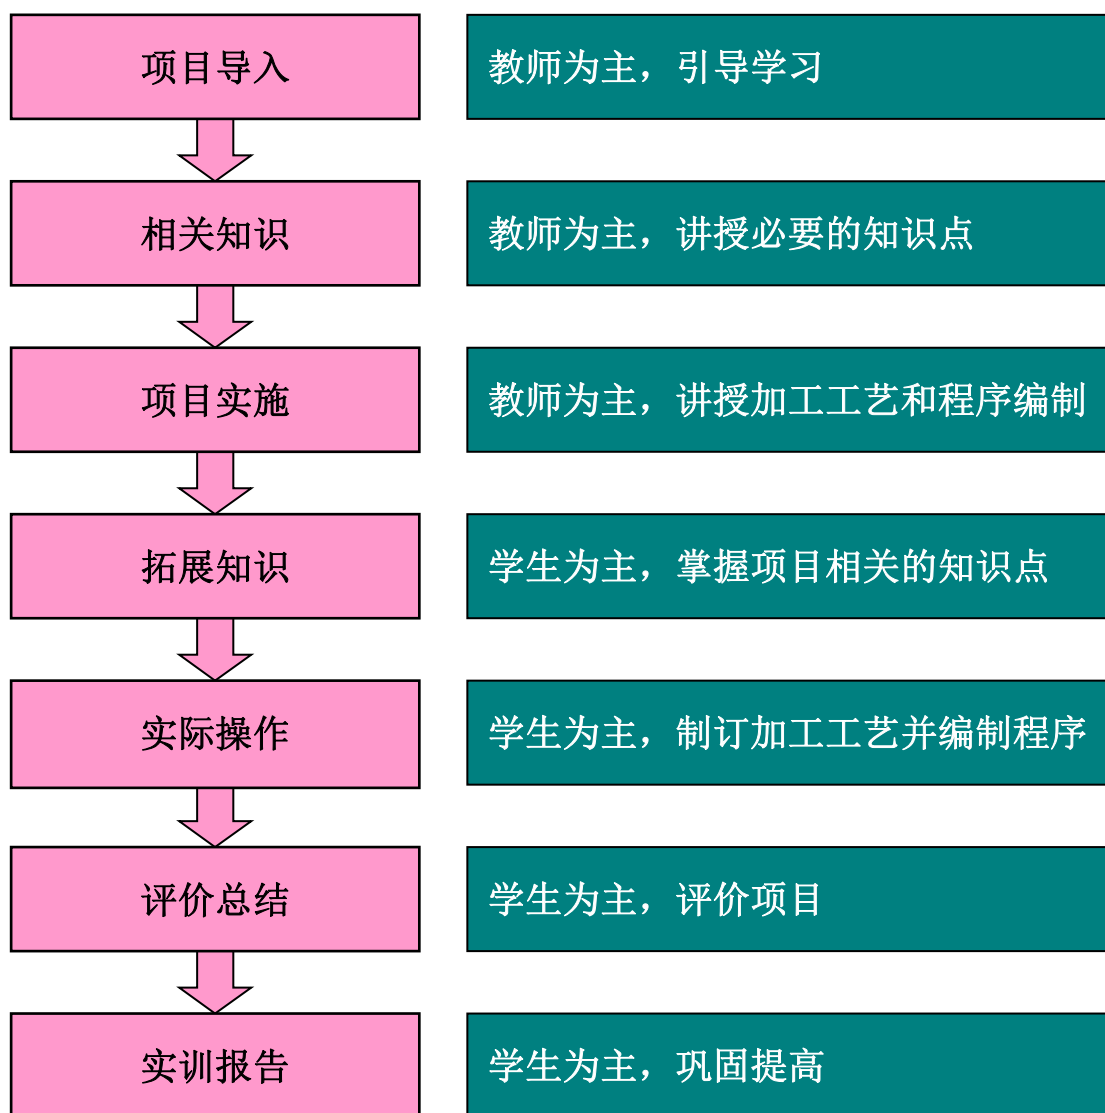 项目导入
教师为主，引导学习
相关知识
教师为主，讲授必要的知识点
项目实施
教师为主，讲授加工工艺和程序编制
拓展知识
学生为主，掌握项目相关的知识点
实际操作
学生为主，制订加工工艺并编制程序
评价总结
学生为主，评价项目
实训报告
学生为主，巩固提高